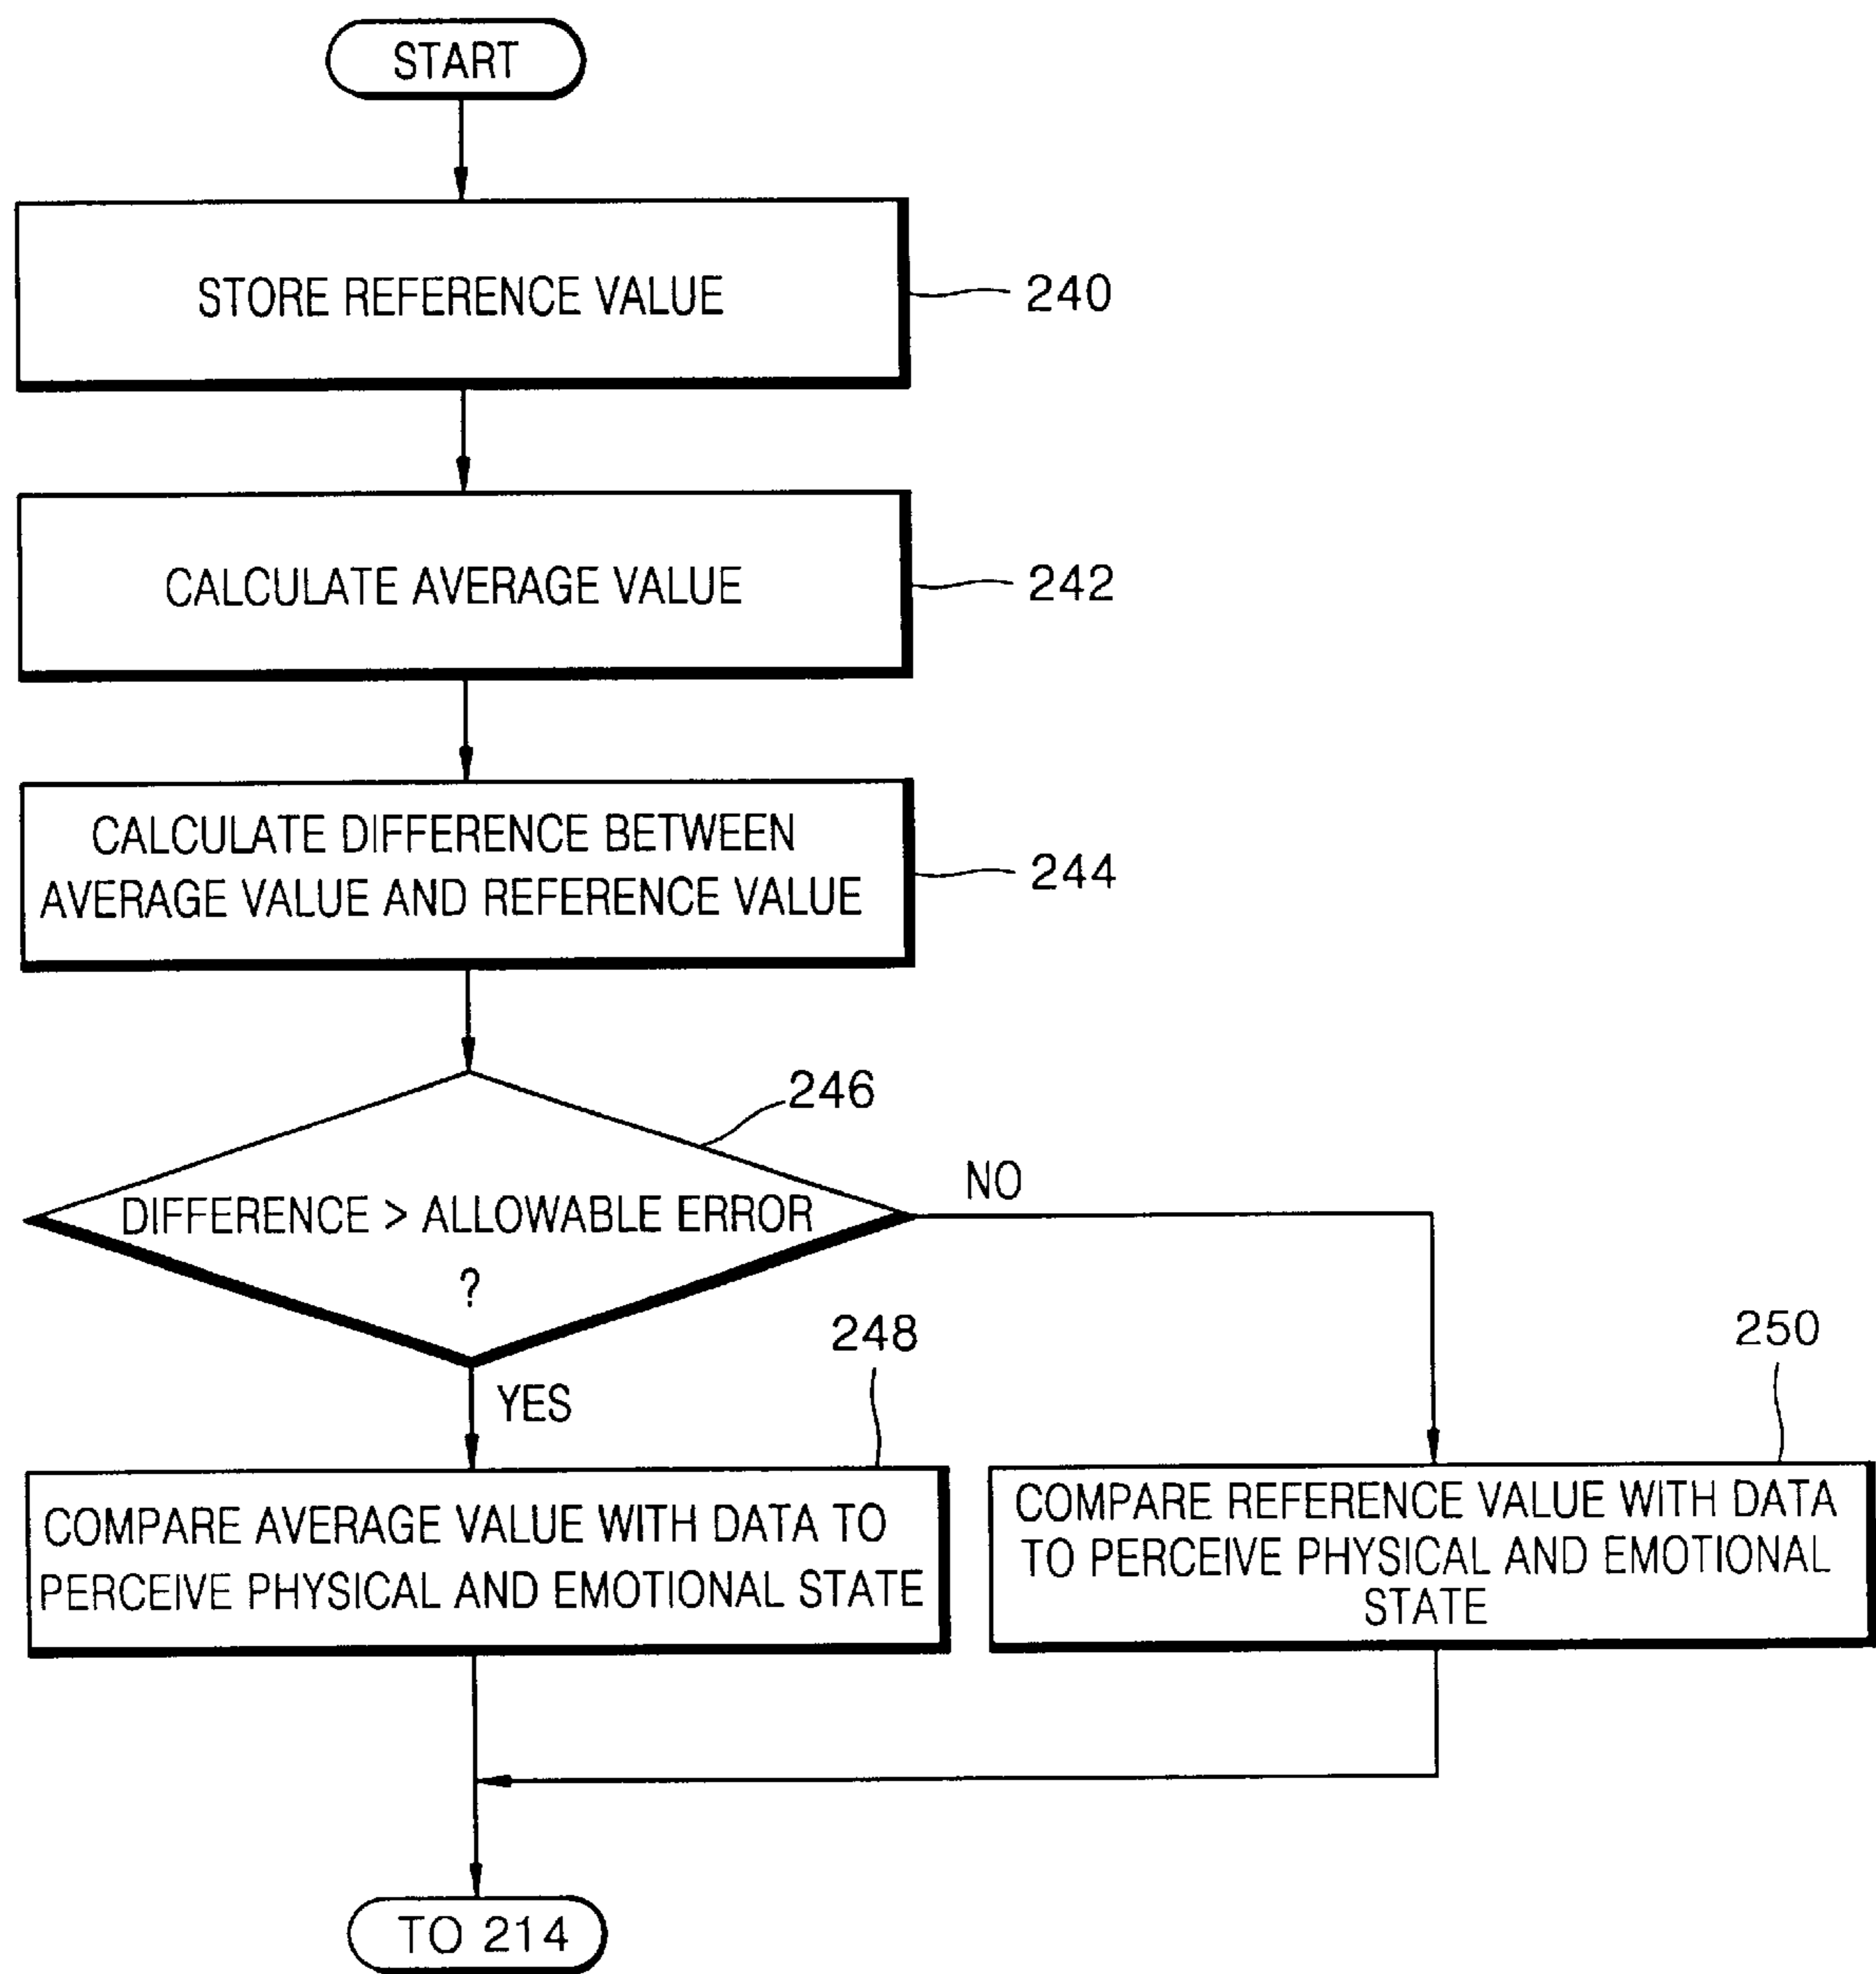 START
STORE REFERENCE VALUE
240
CALCULATE AVERAGE VALUE
242
CALCULATE DIFFERENCE BETWEEN
AVERAGE VALUE AND REFERENCE VALUE
244
246
DIFFERENCE > ALLOWABLE ERROR
?
NO
YES
248
COMPARE AVERAGE VALUE WITH DATA TO
PERCEIVE PHYSICAL AND EMOTIONAL STATE
250
COMPARE REFERENCE VALUE WITH DATA
TO PERCEIVE PHYSICAL AND EMOTIONAL
STATE
TO 214